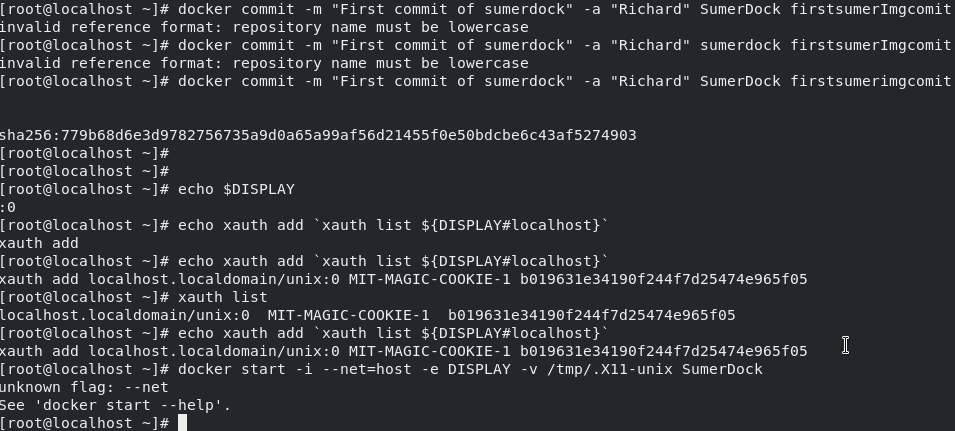 [root@localhost ~]# docker commit -m "First commit of sumerdock" -a "Richard" SumerDock firstsumerImgcomit
invalid reference format: repository name must be lowercase
[root@localhost ~]# docker commit -m "First commit of sumerdock" -a "Richard" sumerdock firstsumerImgcomit
invalid reference format: repository name must be lowercase
[root@localhost ~]# docker commit -m "First commit of sumerdock" -a "Richard" SumerDock firstsumerimgcomit
sha256:779b68d6e3d9782756735a9d0a65a99af56d21455f0e50bdcbe6c43af5274903
[root@localhost ~]#
[root@localhost ~]#
[root@localhost ~]# echo $DISPLAY
:0
[root@localhost ~]# echo xauth add `xauth list ${DISPLAY#localhost}`
xauth add
[root@localhost ~]# echo xauth add `xauth list ${DISPLAY#localhost}`
xauth add localhost.localdomain/unix:0 MIT-MAGIC-COOKIE-1 b019631e34190f244f7d25474e965f05
[root@localhost ~]# xauth list
localhost.localdomain/unix:0  MIT-MAGIC-COOKIE-1  b019631e34190f244f7d25474e965f05
[root@localhost ~]# echo xauth add `xauth list ${DISPLAY#localhost}`
xauth add localhost.localdomain/unix:0 MIT-MAGIC-COOKIE-1 b019631e34190f244f7d25474e965f05
[root@localhost ~]# docker start -i --net=host -e DISPLAY -v /tmp/.X11-unix SumerDock
unknown flag: --net
See 'docker start --help'.
[root@localhost ~]#